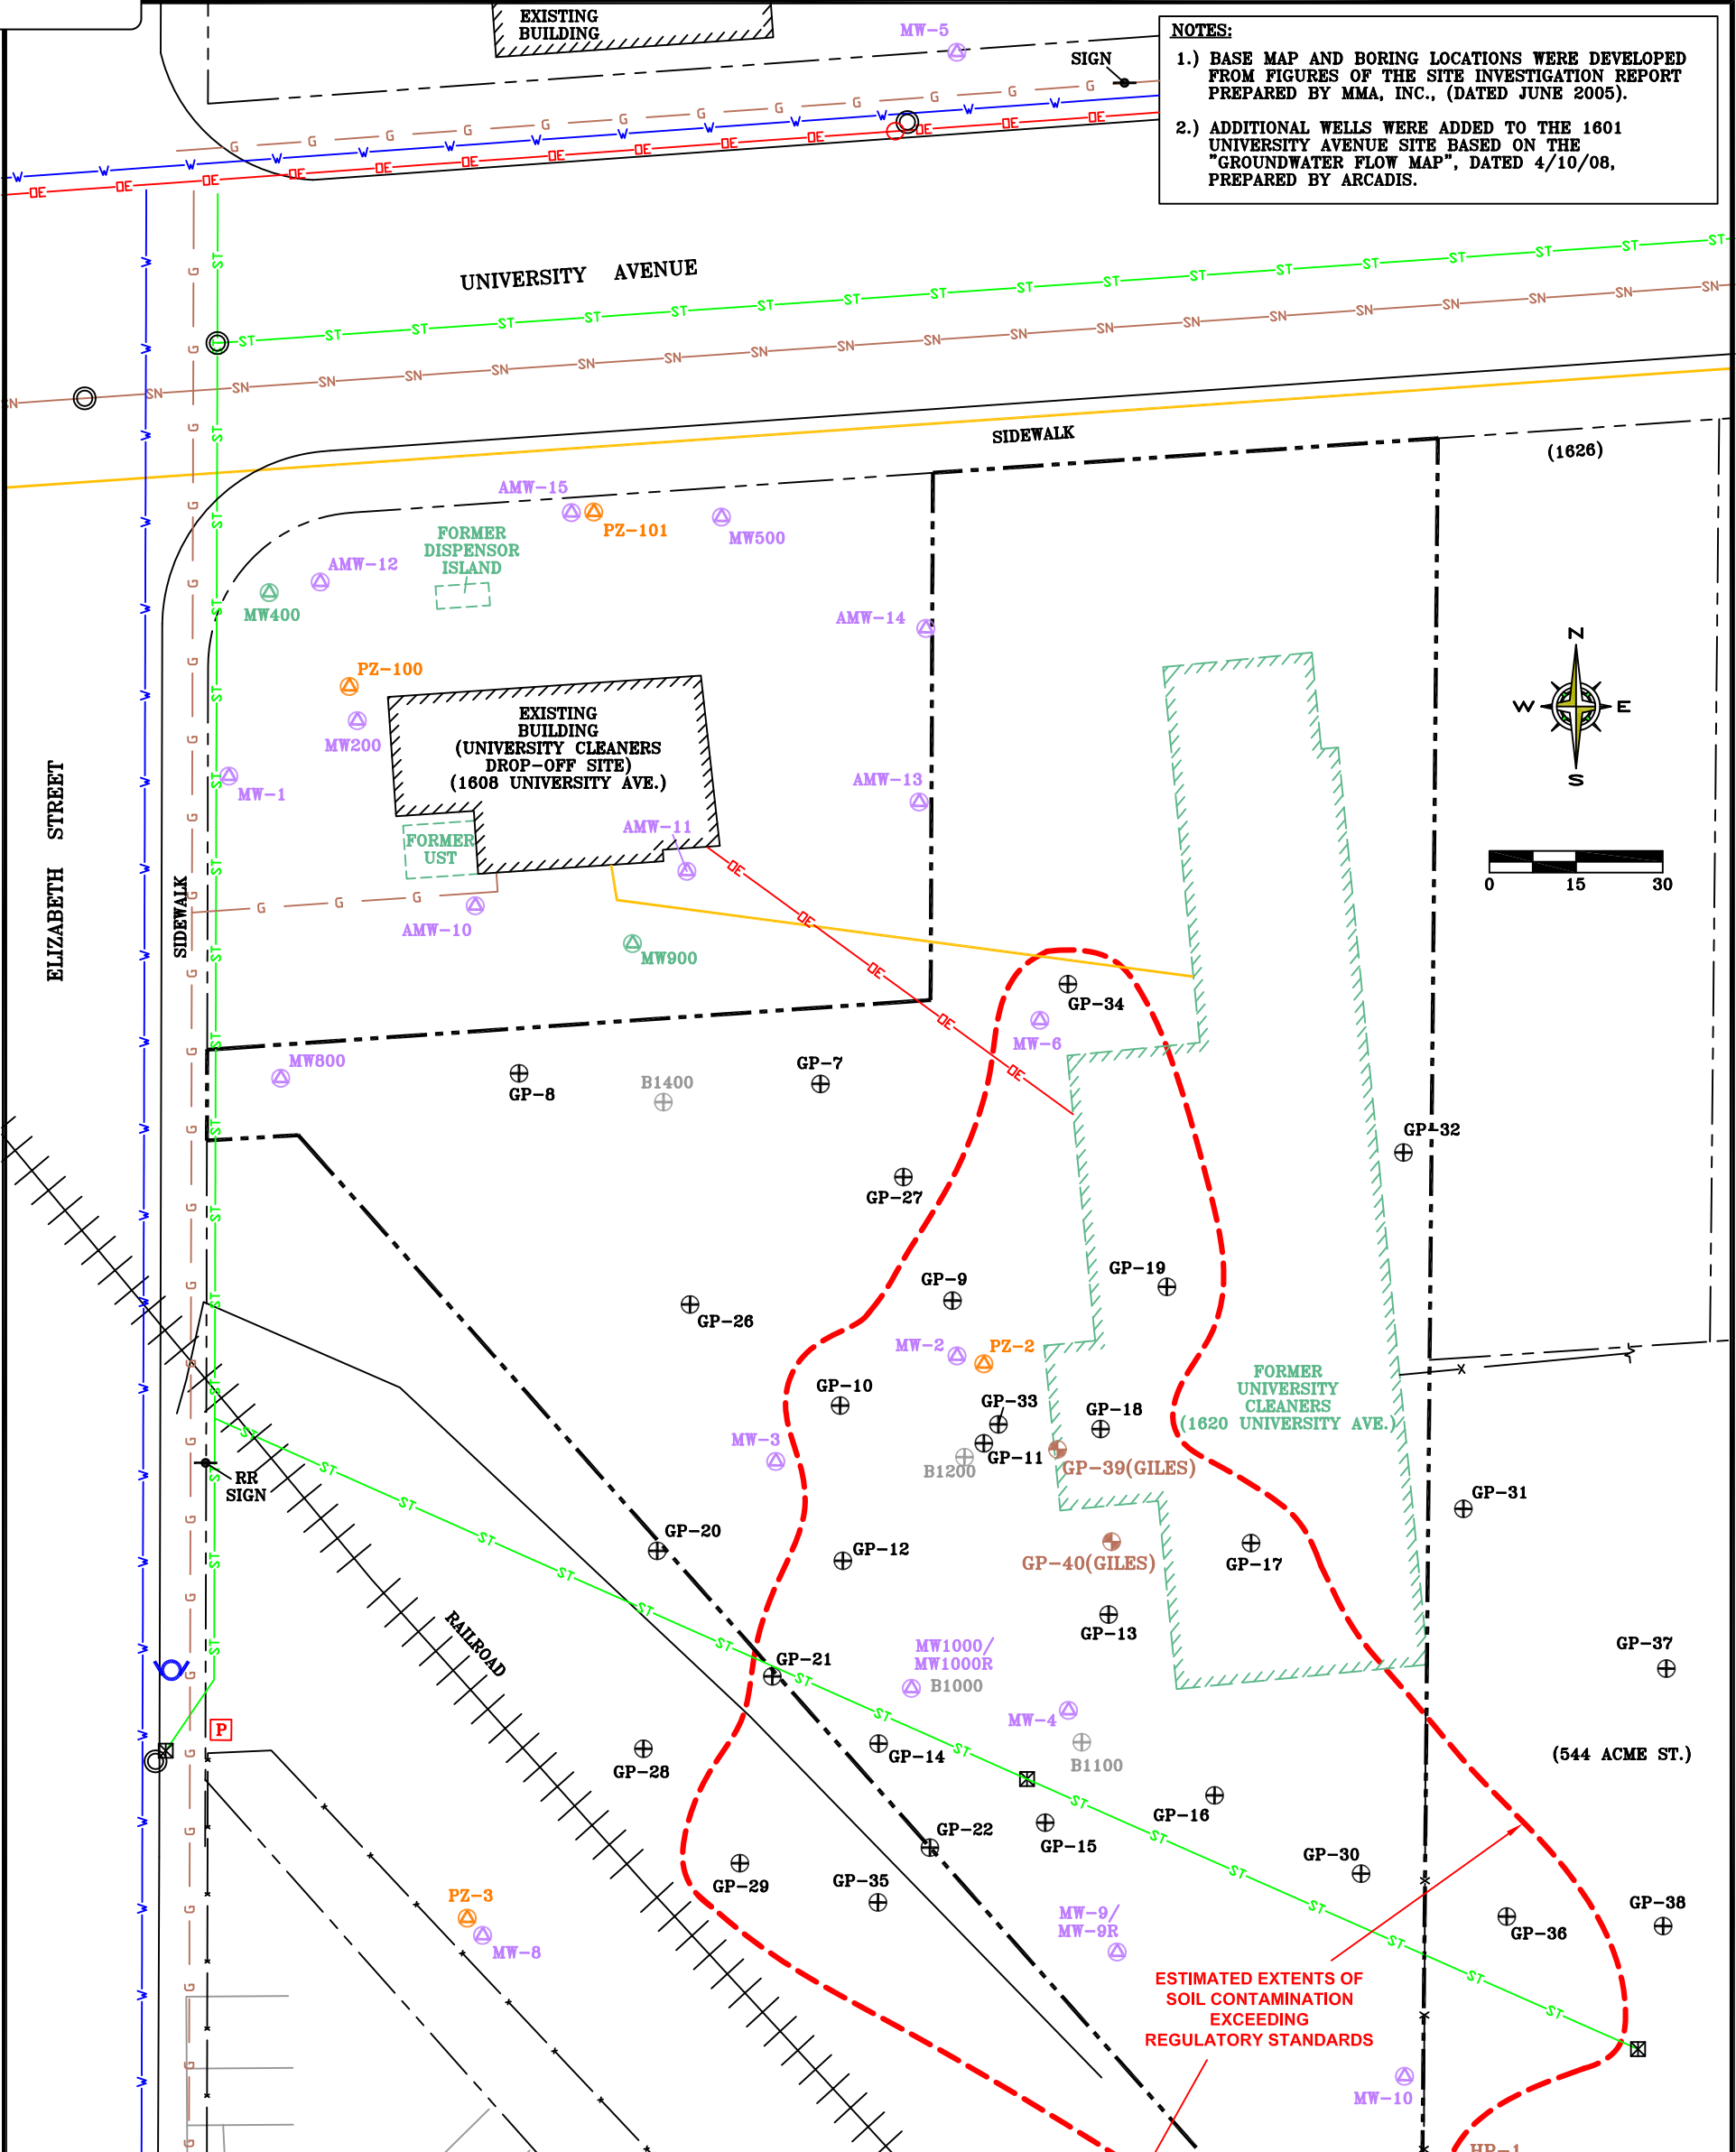 EXISTING
BUILDING
MW-5
SIGN
NOTES:
1.) BASE MAP AND BORING LOCATIONS WERE DEVELOPED
FROM FIGURES OF THE SITE INVESTIGATION REPORT
PREPARED BY MMA, INC., (DATED JUNE 2005).
2.) ADDITIONAL WELLS WERE ADDED TO THE 1601
UNIVERSITY AVENUE SITE BASED ON THE
"GROUNDWATER FLOW MAP", DATED 4/10/08,
PREPARED BY ARCADIS.
UNIVERSITY AVENUE
SIDEWALK
(1626)
AMW-15
PZ-101
MW500
FORMER
DISPENSOR
ISLAND
AMW-12
MW400
AMW-14
PZ-100
MW200
MW-1
EXISTING
BUILDING
(UNIVERSITY CLEANERS
DROP-OFF SITE)
(1608 UNIVERSITY AVE.)
AMW-13
AMW-11
FORMER
UST
AMW-10
MW900
N
W
E
S
0 15 30
ELIZABETH STREET
SIDEWALK
GP-34
MW-6
MW800
GP-8
B1400
GP-7
GP-32
GP-27
GP-9
GP-19
GP-26
MW-2
PZ-2
GP-10
GP-33
GP-18
FORMER
UNIVERSITY
CLEANERS
(1620 UNIVERSITY AVE.)
MW-3
GP-11
B1200
GP-39(GILES)
RR
SIGN
GP-31
GP-20
GP-12
GP-40(GILES)
GP-17
GP-13
RAILROAD
MW1000/
MW1000R
B1000
GP-21
GP-37
MW-4
P
GP-28
GP-14
B1100
(544 ACME ST.)
GP-16
GP-22
GP-15
GP-30
GP-29
GP-35
PZ-3
MW-8
MW-9/
MW-9R
GP-36
GP-38
ESTIMATED EXTENTS OF
SOIL CONTAMINATION
EXCEEDING
REGULATORY STANDARDS
MW-10
HP-1